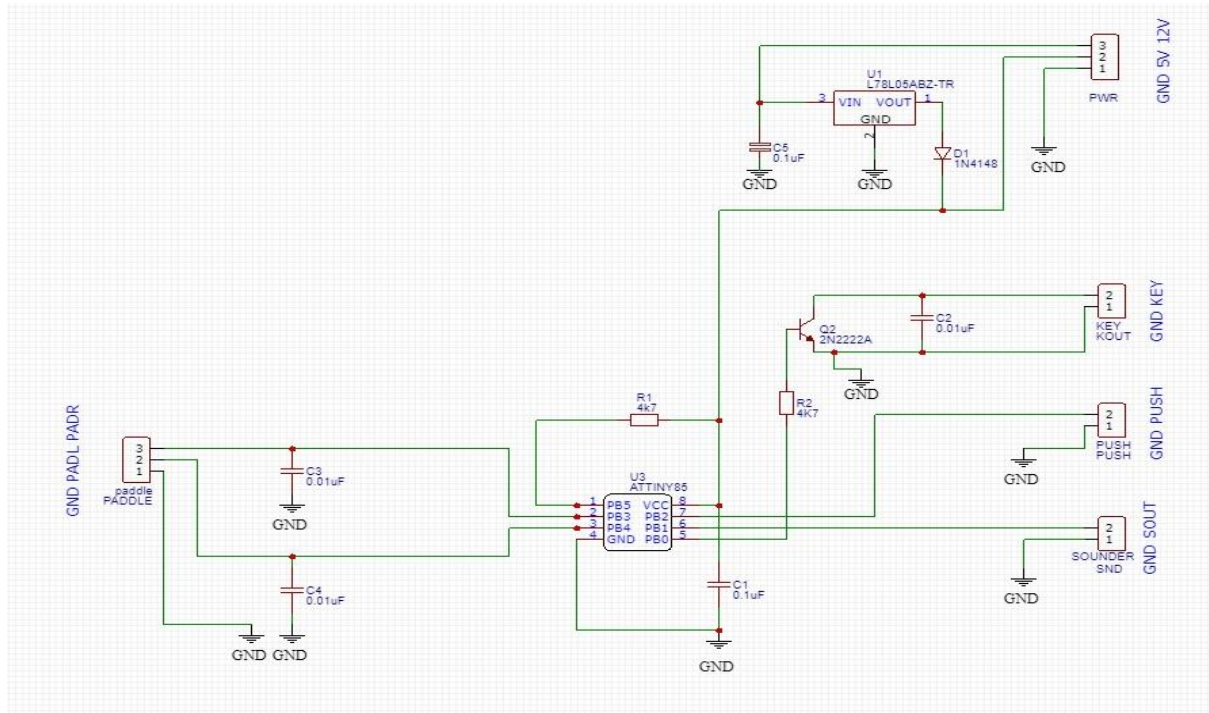 GND 5V 12V
3
2
1
PWR
U1
L78L05ABZ-TR
3 VIN VOUT 1
GND
2
C5
0.1uF
GND
GND
D1
1N4148
GND
GND KEY
2
1
KEY
KOUT
Q2
2N2222A
C2
0.01uF
GND
R1
4k7
R2
4K7
GND PUSH
2
1
PUSH
PUSH
GND
GND PADL PADR
3
2
1
paddle
PADDLE
C3
0.01uF
GND
U3
ATTINY85
1 PB5 VCC 8
2 PB3 PB2 7
3 PB4 PB1 6
4 GND PB0 5
GND SOUT
2
1
SOUNDER
SND
GND
C4
0.01uF
GND GND
C1
0.1uF
GND